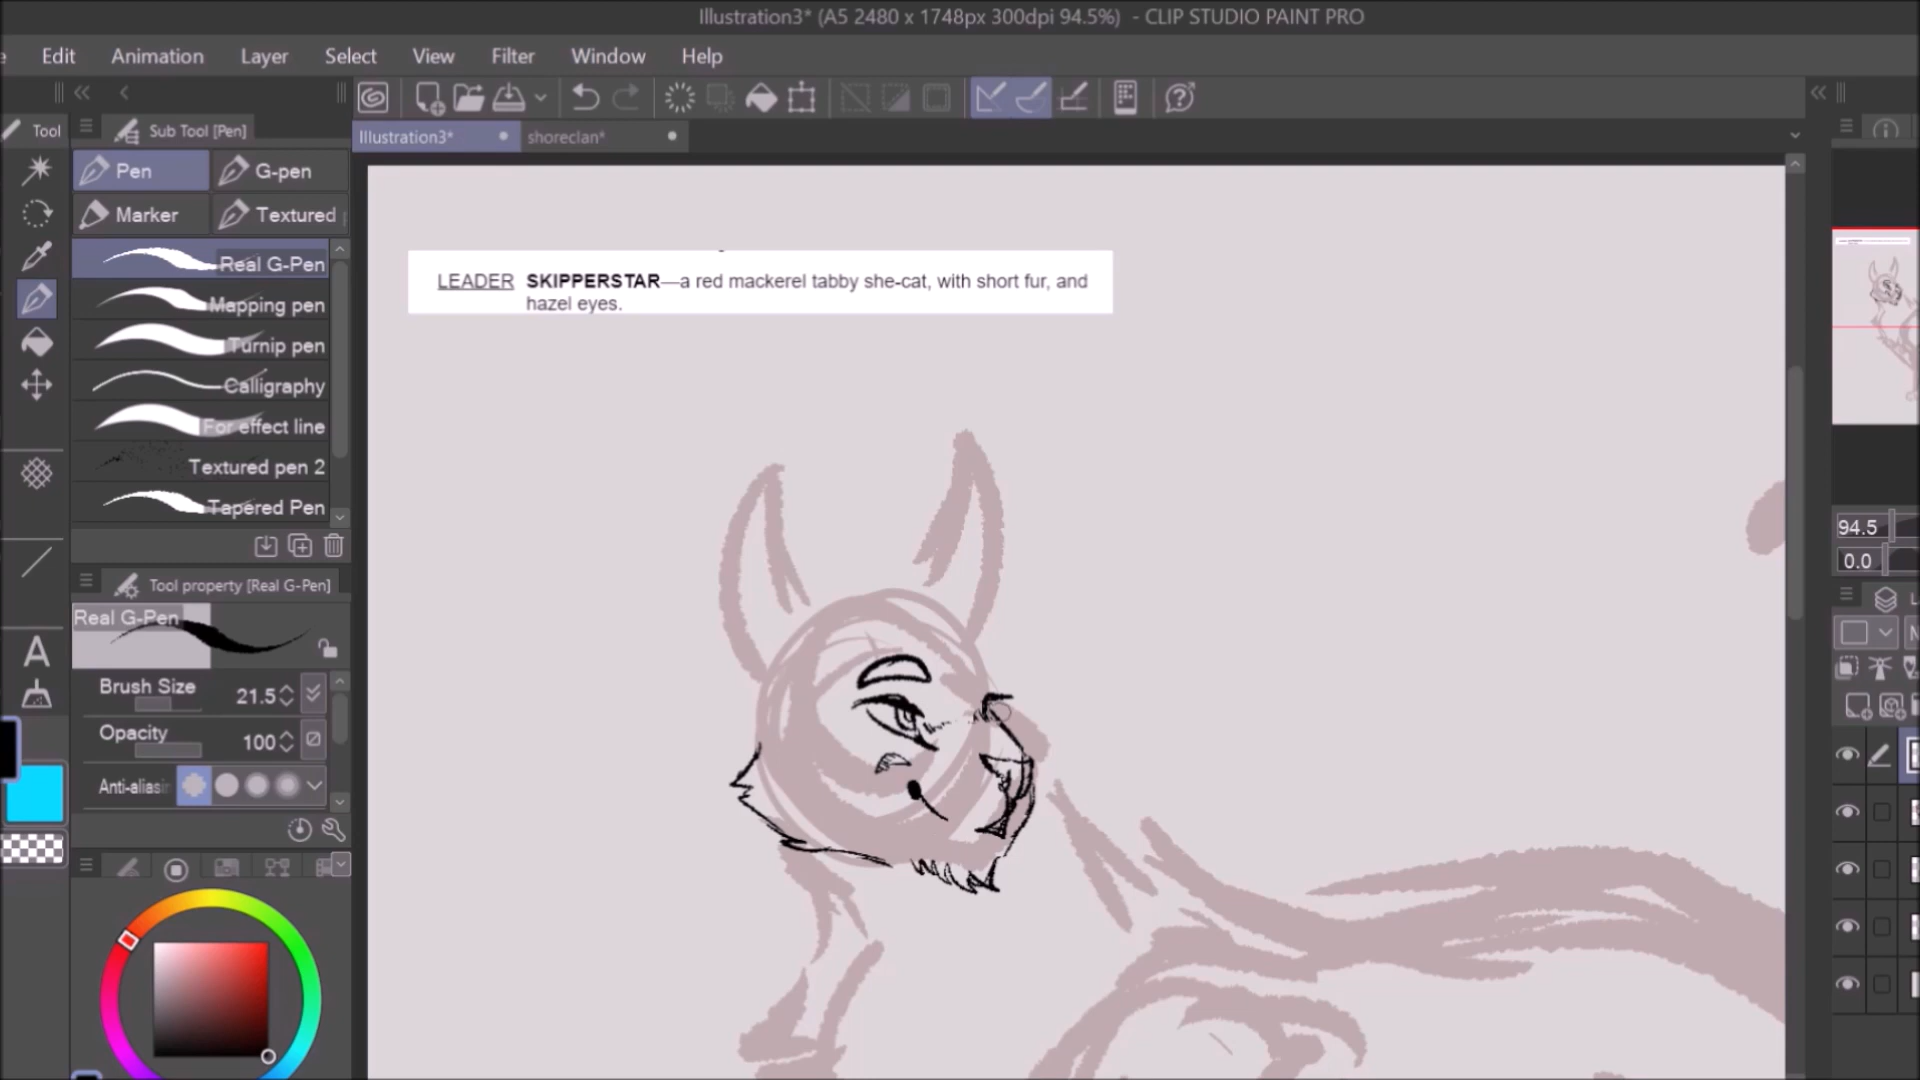 Illustration3* (A5 2480 x 1748px 300dpi 94.5%) - CLIP STUDIO PAINT PRO
Edit Animation Layer Select View Filter Window Help
Tool
Sub Tool [Pen]
Illustration3* shoreclan*
Pen G-pen
Marker Textured
Real G-Pen
Mapping pen
Turnip pen
Calligraphy
For effect line
Textured pen 2
Tapered Pen
LEADER SKIPPERSTAR—a red mackerel tabby she-cat, with short fur, and
hazel eyes.
Tool property [Real G-Pen]
Real G-Pen
Brush Size 21.5
Opacity 100
Anti-alias
94.5
0.0